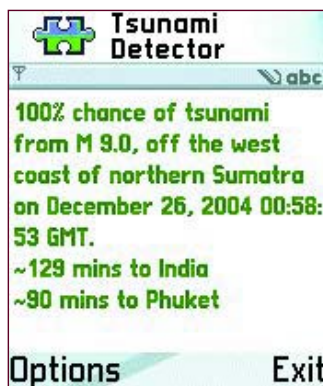 Tsunami
Detector
abc
100% chance of tsunami
from M 9.0, off the west
coast of northern Sumatra
on December 26, 2004 00:58:
53 GMT.
~129 mins to India
~90 mins to Phuket
Options Exit